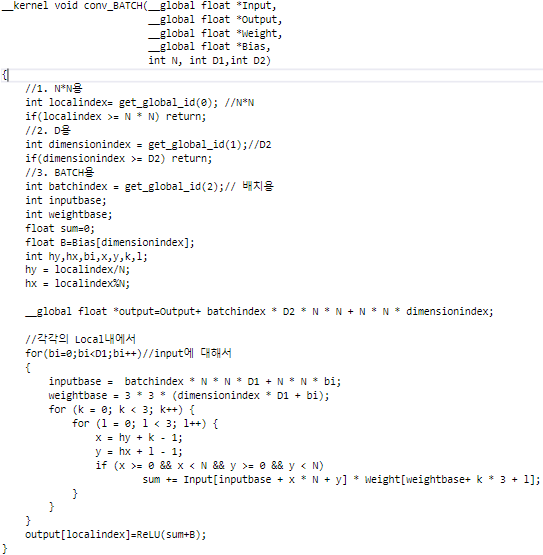 __kernel void conv_BATCH(__global float *Input,
__global float *Output,
__global float *Weight,
__global float *Bias,
int N, int D1,int D2)
{
//1. N*N용
int localindex= get_global_id(0); //N*N
if(localindex >= N * N) return;
//2. D용
int dimensionindex = get_global_id(1);//D2
if(dimensionindex >= D2) return;
//3. BATCH용
int batchindex = get_global_id(2);// 배치용
int inputbase;
int weightbase;
float sum=0;
float B=Bias[dimensionindex];
int hy,hx,bi,x,y,k,l;
hy = localindex/N;
hx = localindex%N;
__global float *output=Output+ batchindex * D2 * N * N + N * N * dimensionindex;
//각각의 Local내에서
for(bi=0;bi<D1;bi++)//input에 대해서
{
inputbase =  batchindex * N * N * D1 + N * N * bi;
weightbase = 3 * 3 * (dimensionindex * D1 + bi);
for (k = 0; k < 3; k++) {
for (l = 0; l < 3; l++) {
x = hy + k - 1;
y = hx + l - 1;
if (x >= 0 && x < N && y >= 0 && y < N)
sum += Input[inputbase + x * N + y] * Weight[weightbase+ k * 3 + l];
}
}
}
output[localindex]=ReLU(sum+B);
}